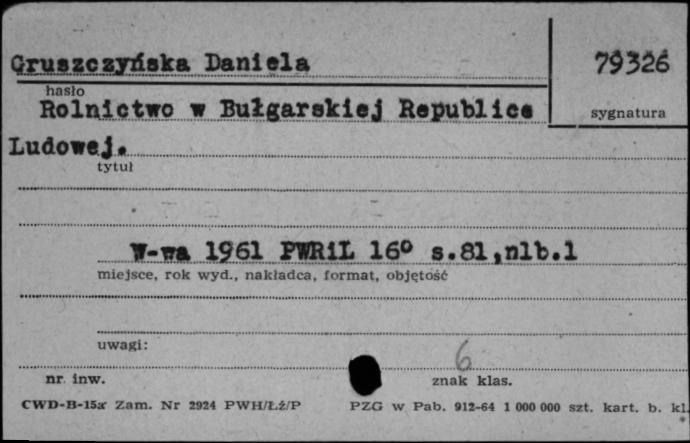 Gruszczyńska Daniela
79326
hasło
Rolnictwo w Bułgarskiej Republice
sygnatura
Ludowej.
tytuł
W-wa 1961 PWRiL 16° s.81,nlb.1
miejsce, rok wyd., nakładca, format, objętość
uwagi:
6
nr. inw.
znak klas.
CWD-B-15a Zam. Nr 2924 PWH/Łź/P
PZG w Pab. 912-64 1 000 000 szt. kart. b. kl.